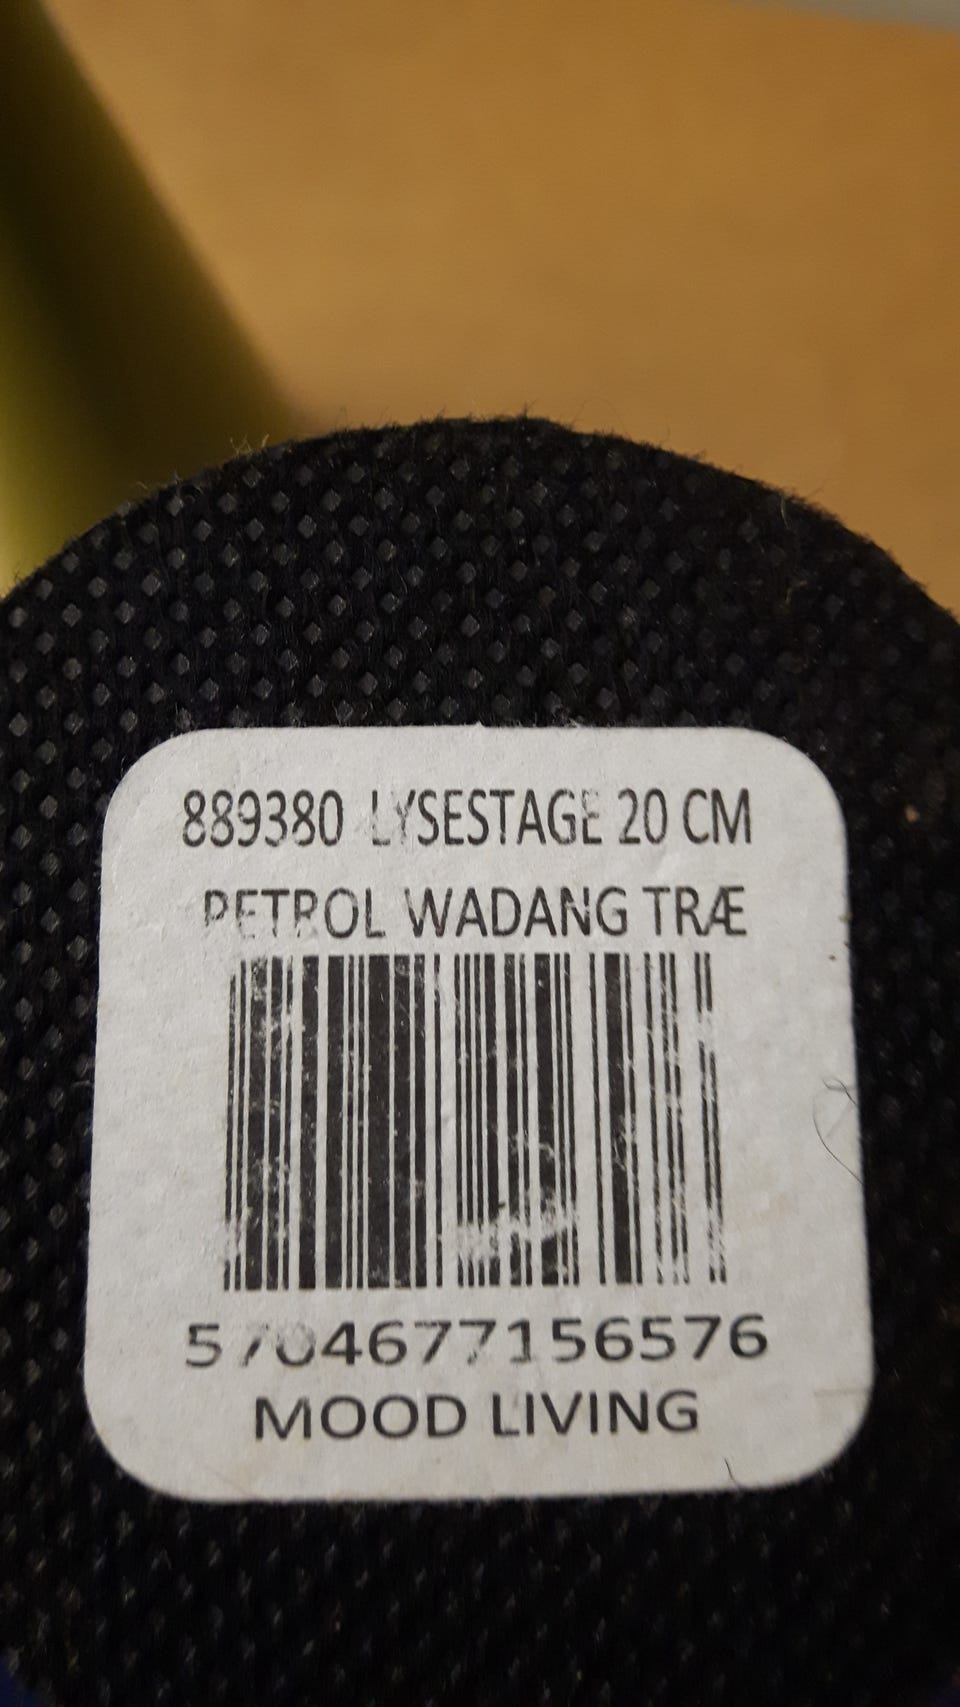 889380 LYSESTAGE 20 CM
PETROL WADANG TRÆ
5704677156576
MOOD LIVING